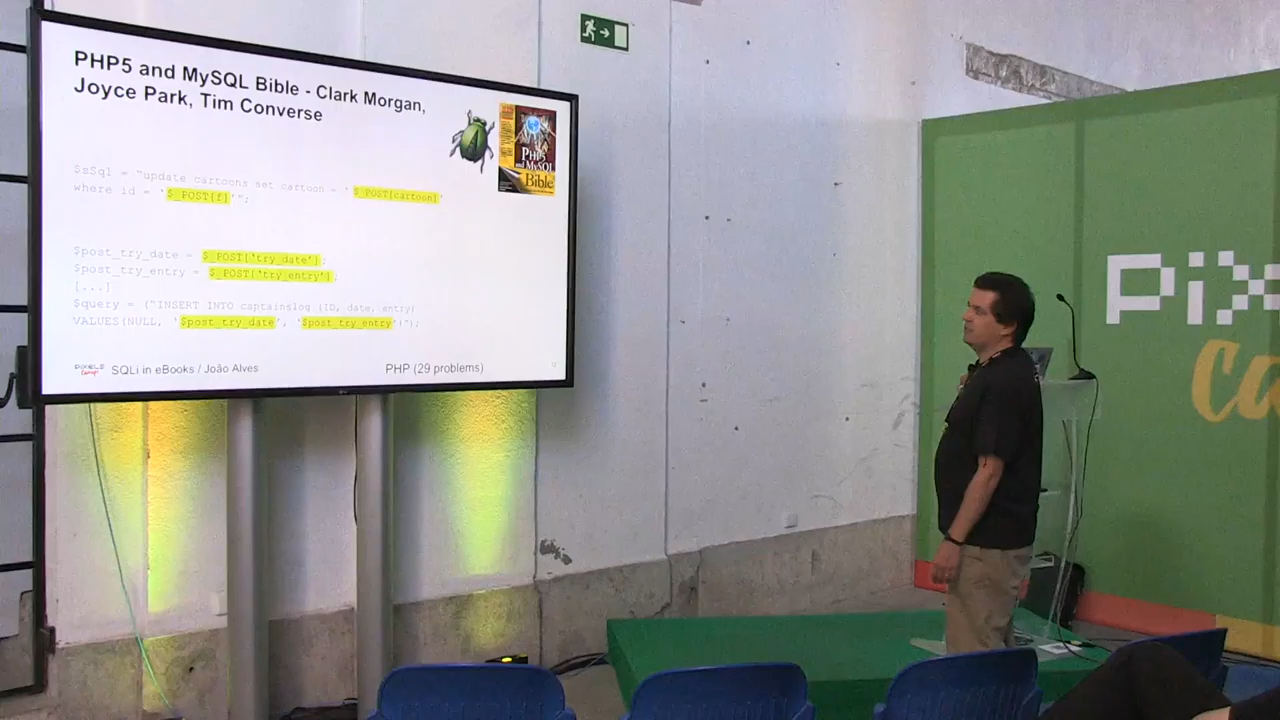 PHP5 and MySQL Bible - Clark Morgan,
Joyce Park, Tim Converse
$sSql = "update cartoons set cartoon = '$_POST[cartoon]'
where id = '$_POST[f]'";
$post_try_date = $_POST['try_date'];
$post_try_entry = $_POST['try_entry'];
[...]
$query = ("INSERT INTO captainslog (ID, date, entry)
VALUES(NULL, '$post_try_date', '$post_try_entry')");
PHP5
and MySQL
Bible
PIXELS
camp
SQLi in eBooks / João Alves
PHP (29 problems)
pix
Ca